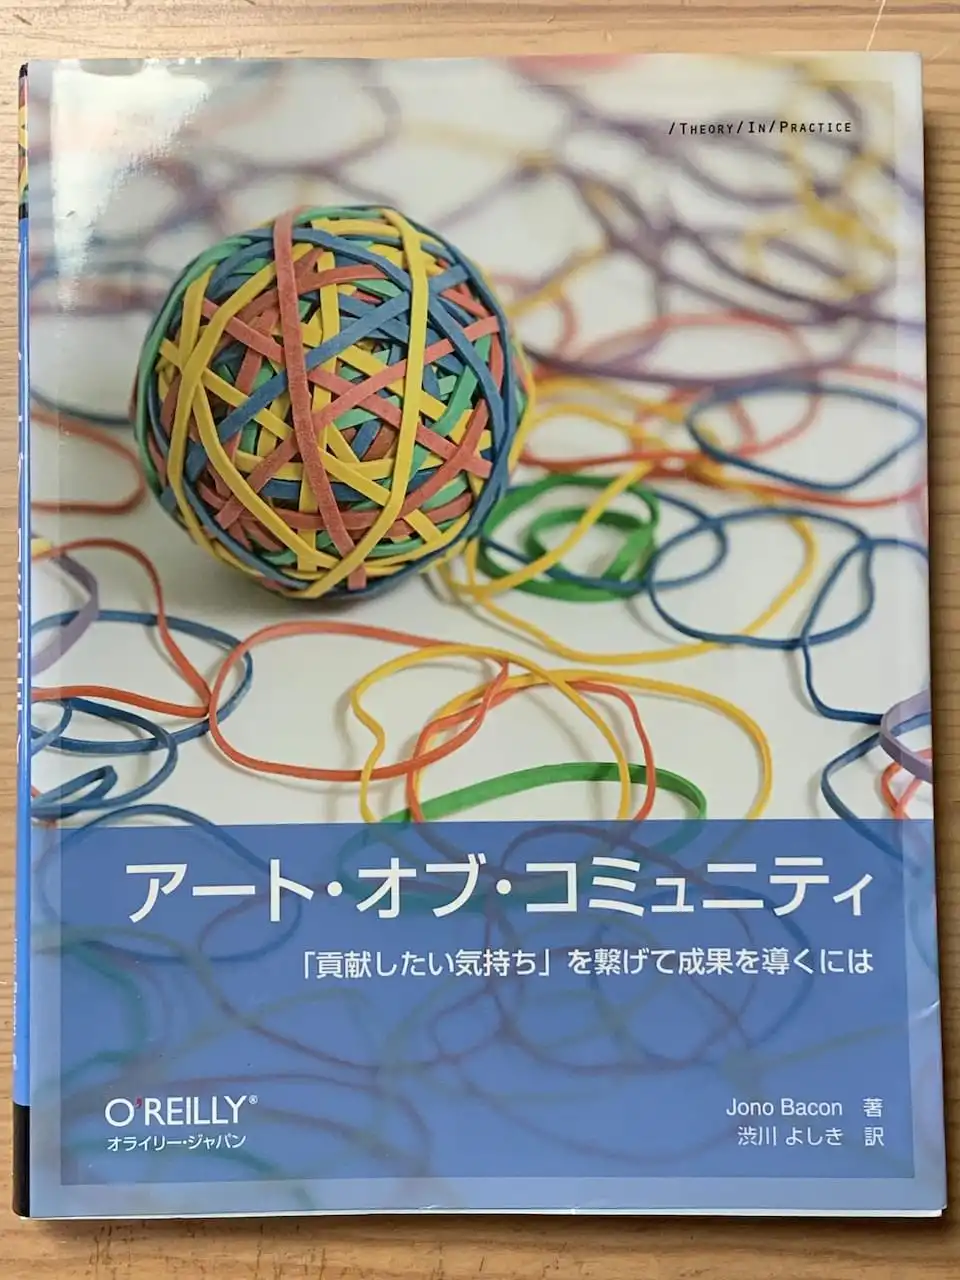 /THEORY/IN/PRACTICE
アート・オブ・コミュニティ
「貢献したい気持ち」を繋げて成果を導くには
O'REILLY®
オライリー・ジャパン
Jono Bacon 著
渋川 よしき 訳